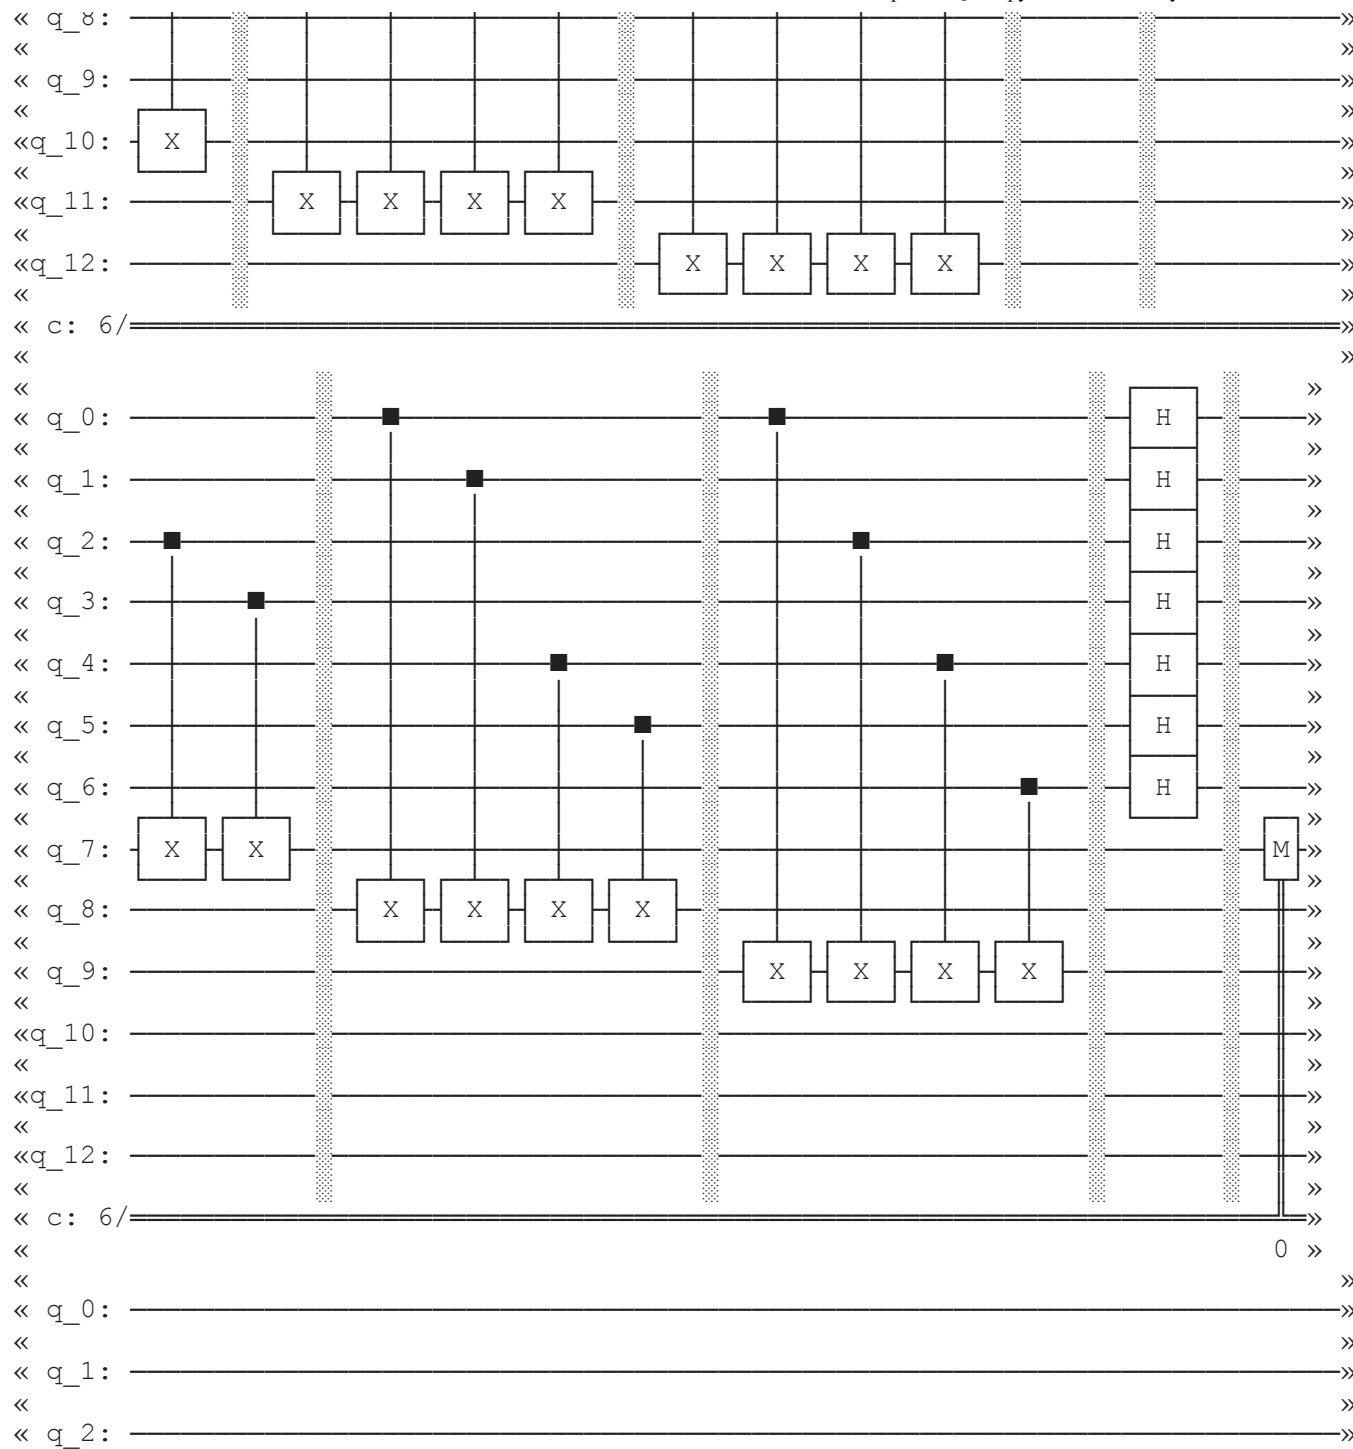 « q_8: »
« »
« q_9: »
« »
«q_10: X »
« »
«q_11: X X X X »
« »
«q_12: X X X X »
« »
« c: 6/ »
« »
« »
« q_0: H »
« »
« q_1: H »
« »
« q_2: H »
« »
« q_3: H »
« »
« q_4: H »
« »
« q_5: H »
« »
« q_6: H »
« »
« q_7: X X M »
« »
« q_8: X X X X »
« »
« q_9: X X X X »
« »
«q_10: »
« »
«q_11: »
« »
«q_12: »
« »
« c: 6/ »
« 0 »
« »
« q_0: »
« »
« q_1: »
« »
« q_2: »